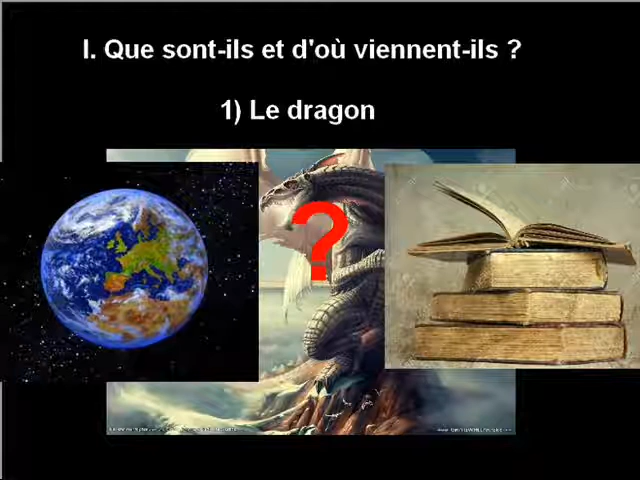 I. Que sont-ils et d'où viennent-ils ?
1) Le dragon
?